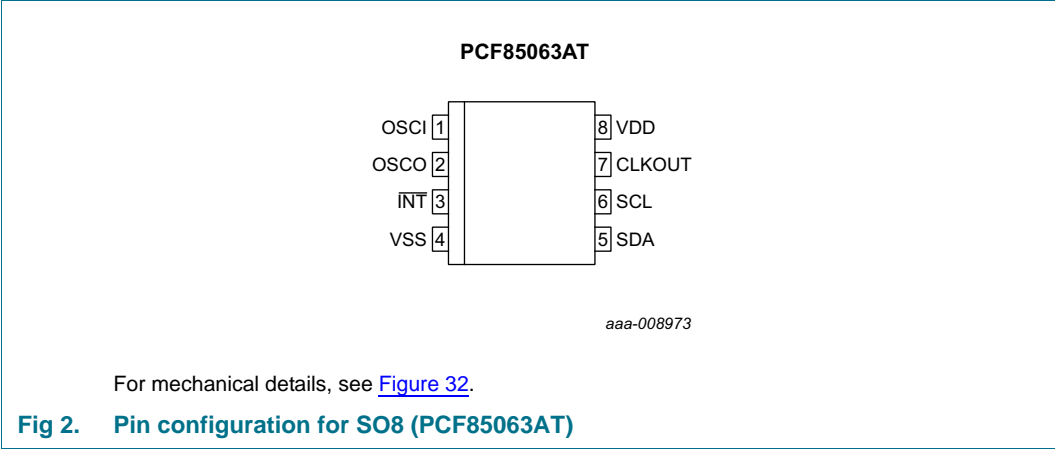 PCF85063AT
OSCI 1
8 VDD
OSCO 2
7 CLKOUT
I̅N̅T̅ 3
6 SCL
VSS 4
5 SDA
aaa-008973
For mechanical details, see Figure 32.
Fig 2. Pin configuration for SO8 (PCF85063AT)